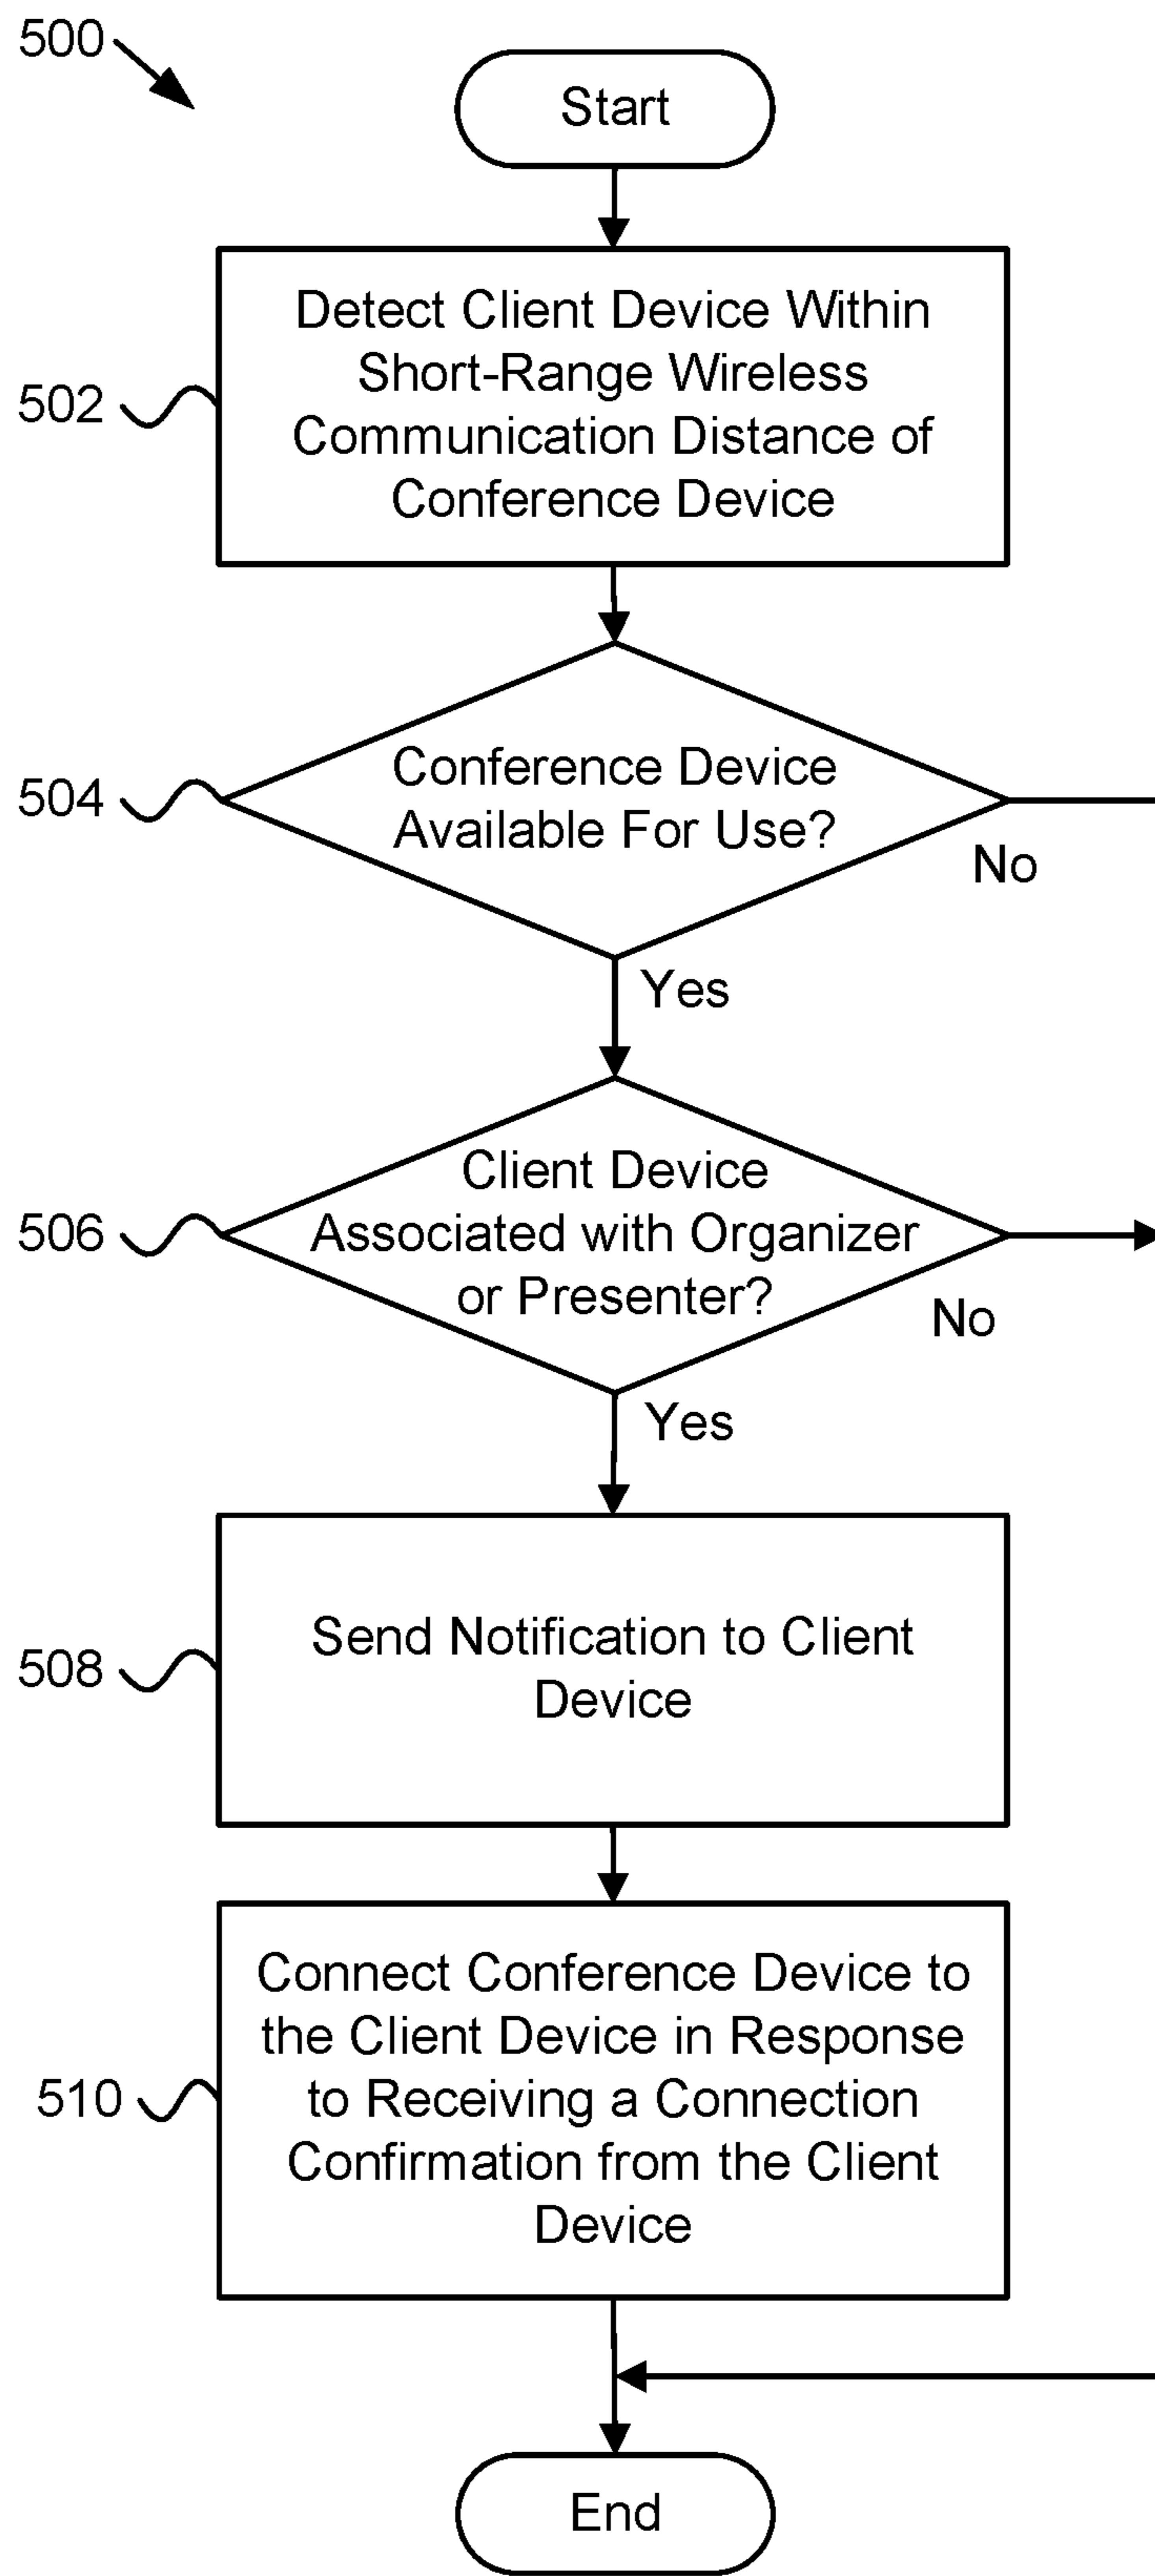 500
Start
Detect Client Device Within
Short-Range Wireless
Communication Distance of
Conference Device
502
Conference Device
Available For Use?
504
No
Yes
Client Device
Associated with Organizer
or Presenter?
506
No
Yes
Send Notification to Client
Device
508
Connect Conference Device to
the Client Device in Response
to Receiving a Connection
Confirmation from the Client
Device
510
End